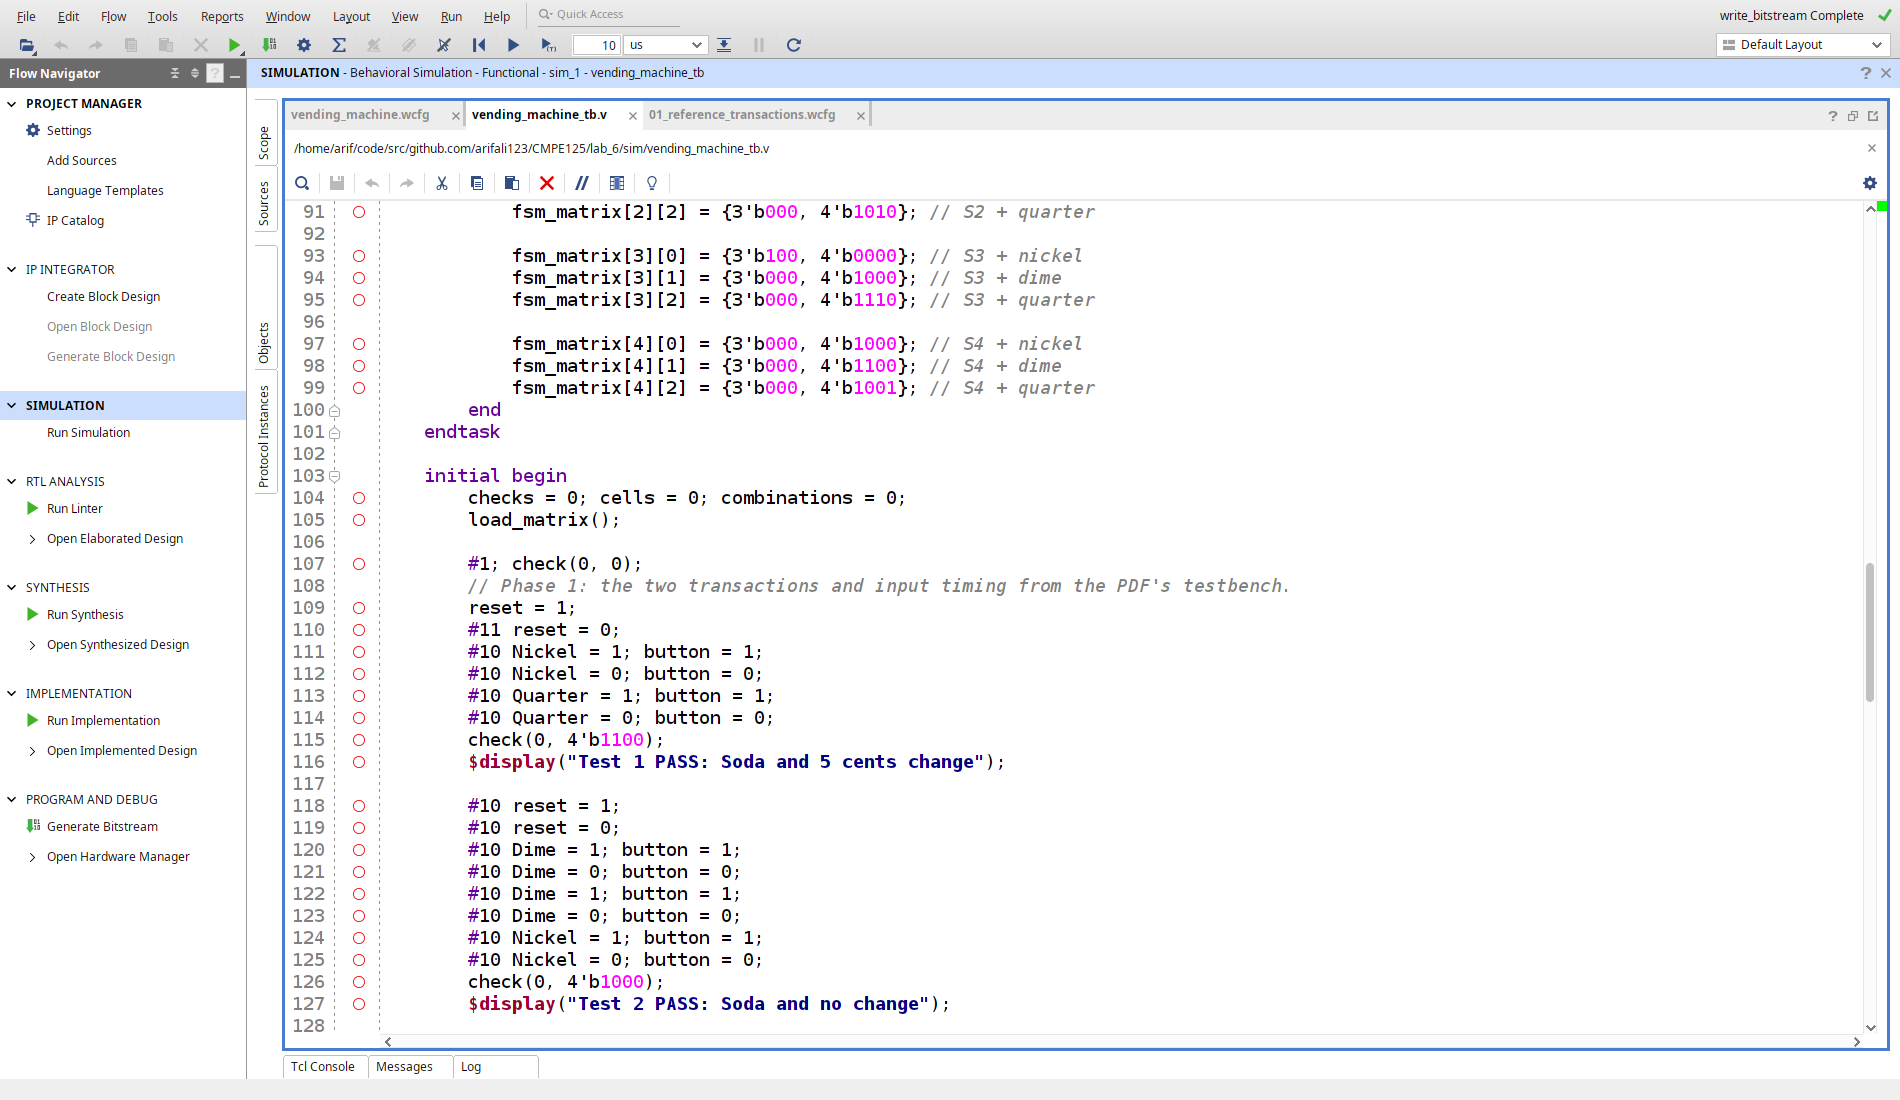 File Edit Flow Tools Reports Window Layout View Run Help Quick Access write_bitstream Complete
10 us Default Layout
Flow Navigator
SIMULATION - Behavioral Simulation - Functional - sim_1 - vending_machine_tb
PROJECT MANAGER
Settings
Add Sources
Language Templates
IP Catalog
IP INTEGRATOR
Create Block Design
Open Block Design
Generate Block Design
SIMULATION
Run Simulation
RTL ANALYSIS
Run Linter
Open Elaborated Design
SYNTHESIS
Run Synthesis
Open Synthesized Design
IMPLEMENTATION
Run Implementation
Open Implemented Design
PROGRAM AND DEBUG
Generate Bitstream
Open Hardware Manager
Scope
Sources
Objects
Protocol Instances
vending_machine.wcfg vending_machine_tb.v 01_reference_transactions.wcfg
/home/arif/code/src/github.com/arifali123/CMPE125/lab_6/sim/vending_machine_tb.v
91 fsm_matrix[2][2] = {3'b000, 4'b1010}; // S2 + quarter
92
93 fsm_matrix[3][0] = {3'b100, 4'b0000}; // S3 + nickel
94 fsm_matrix[3][1] = {3'b000, 4'b1000}; // S3 + dime
95 fsm_matrix[3][2] = {3'b000, 4'b1110}; // S3 + quarter
96
97 fsm_matrix[4][0] = {3'b000, 4'b1000}; // S4 + nickel
98 fsm_matrix[4][1] = {3'b000, 4'b1100}; // S4 + dime
99 fsm_matrix[4][2] = {3'b000, 4'b1001}; // S4 + quarter
100 end
101 endtask
102
103 initial begin
104 checks = 0; cells = 0; combinations = 0;
105 load_matrix();
106
107 #1; check(0, 0);
108 // Phase 1: the two transactions and input timing from the PDF's testbench.
109 reset = 1;
110 #11 reset = 0;
111 #10 Nickel = 1; button = 1;
112 #10 Nickel = 0; button = 0;
113 #10 Quarter = 1; button = 1;
114 #10 Quarter = 0; button = 0;
115 check(0, 4'b1100);
116 $display("Test 1 PASS: Soda and 5 cents change");
117
118 #10 reset = 1;
119 #10 reset = 0;
120 #10 Dime = 1; button = 1;
121 #10 Dime = 0; button = 0;
122 #10 Dime = 1; button = 1;
123 #10 Dime = 0; button = 0;
124 #10 Nickel = 1; button = 1;
125 #10 Nickel = 0; button = 0;
126 check(0, 4'b1000);
127 $display("Test 2 PASS: Soda and no change");
128
Tcl Console Messages Log